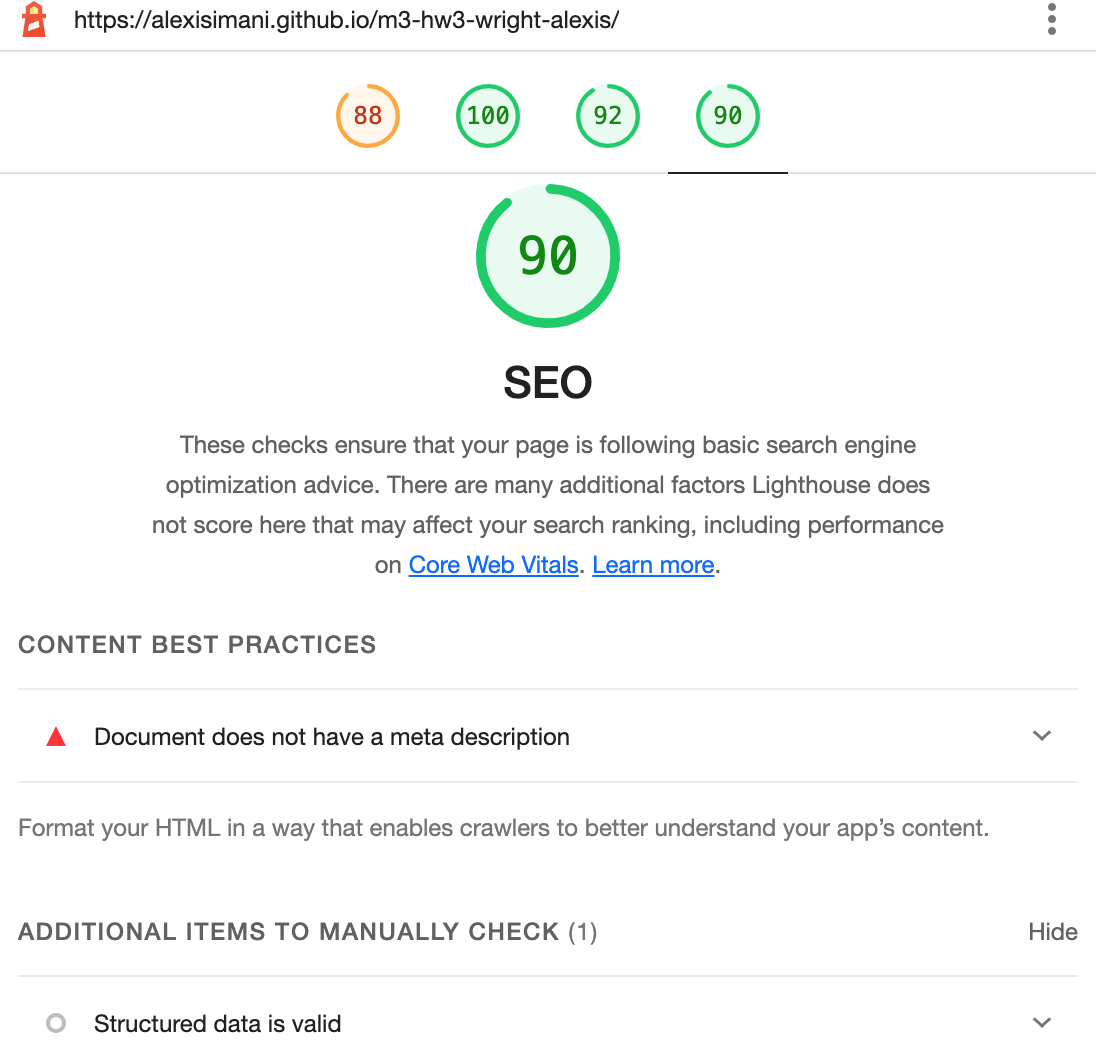 https://alexisimani.github.io/m3-hw3-wright-alexis/
88
100
92
90
90
SEO
These checks ensure that your page is following basic search engine
optimization advice. There are many additional factors Lighthouse does
not score here that may affect your search ranking, including performance
on Core Web Vitals. Learn more.
CONTENT BEST PRACTICES
Document does not have a meta description
Format your HTML in a way that enables crawlers to better understand your app’s content.
ADDITIONAL ITEMS TO MANUALLY CHECK (1)
Hide
Structured data is valid